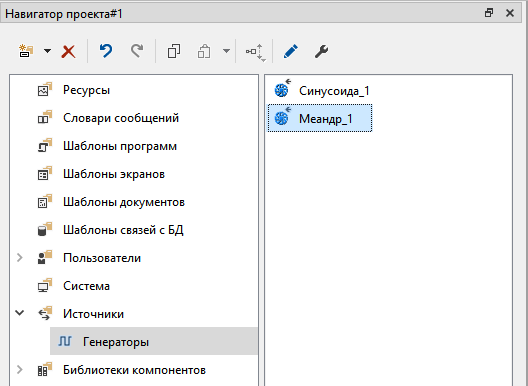 Навигатор проекта#1
Ресурсы
Словари сообщений
Шаблоны программ
Шаблоны экранов
Шаблоны документов
Шаблоны связей с БД
Пользователи
Система
Источники
Генераторы
Библиотеки компонентов
Синусоида_1
Меандр_1